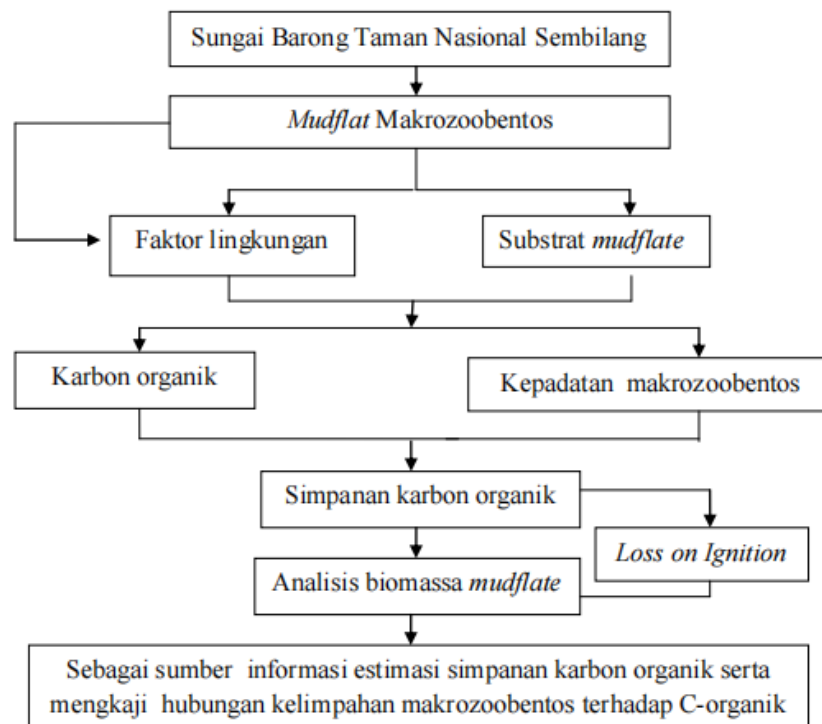 Sungai Barong Taman Nasional Sembilang
Mudflat Makrozoobentos
Faktor lingkungan
Substrat mudflate
Karbon organik
Kepadatan makrozoobentos
Simpanan karbon organik
Loss on Ignition
Analisis biomassa mudflate
Sebagai sumber informasi estimasi simpanan karbon organik serta
mengkaji hubungan kelimpahan makrozoobentos terhadap C-organik